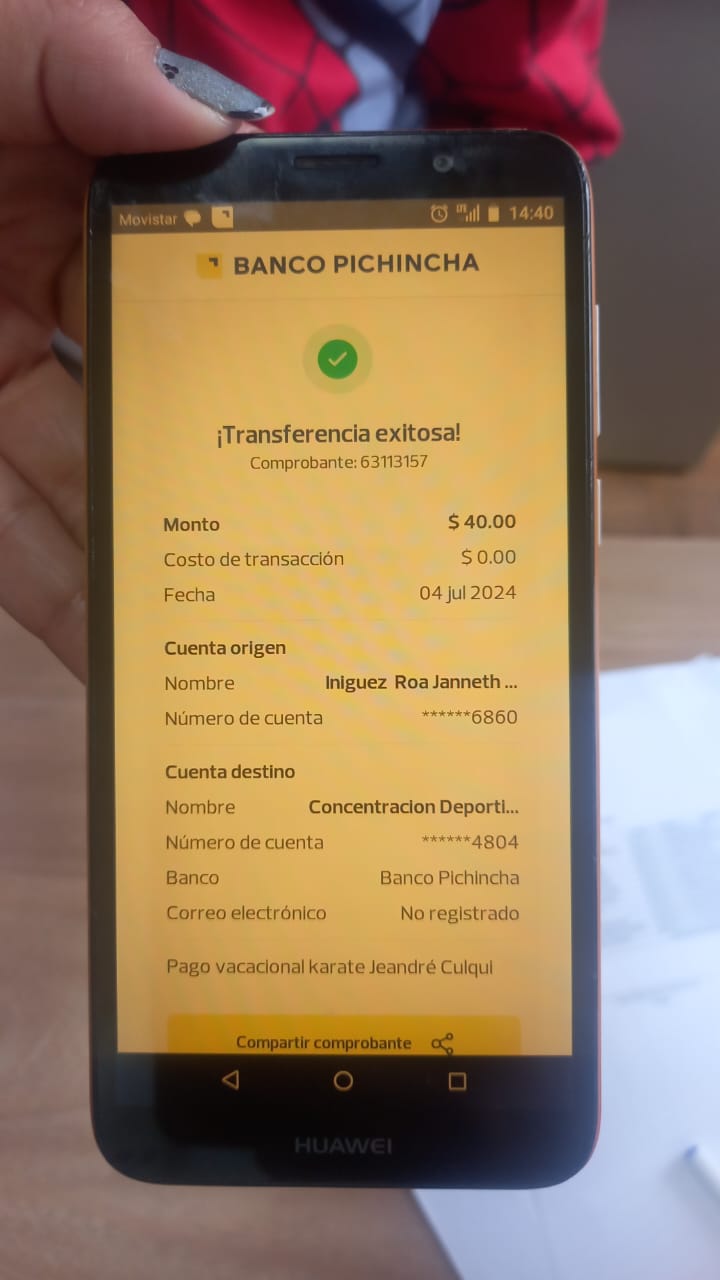 Movistar 14:40
BANCO PICHINCHA
¡Transferencia exitosa!
Comprobante: 63113157
Monto $ 40.00
Costo de transacción $ 0.00
Fecha 04 jul 2024
Cuenta origen
Nombre Iniguez Roa Janneth ...
Número de cuenta ******6860
Cuenta destino
Nombre Concentracion Deporti...
Número de cuenta ******4804
Banco Banco Pichincha
Correo electrónico No registrado
Pago vacacional karate Jeandré Culqui
Compartir comprobante
HUAWEI